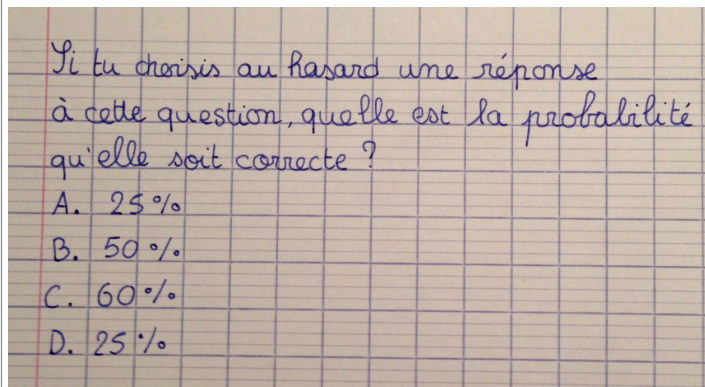 Si tu choisis au hasard une réponse
à cette question, quelle est la probabilité
qu'elle soit correcte ?
A. 25 %
B. 50 %
C. 60 %
D. 25 %